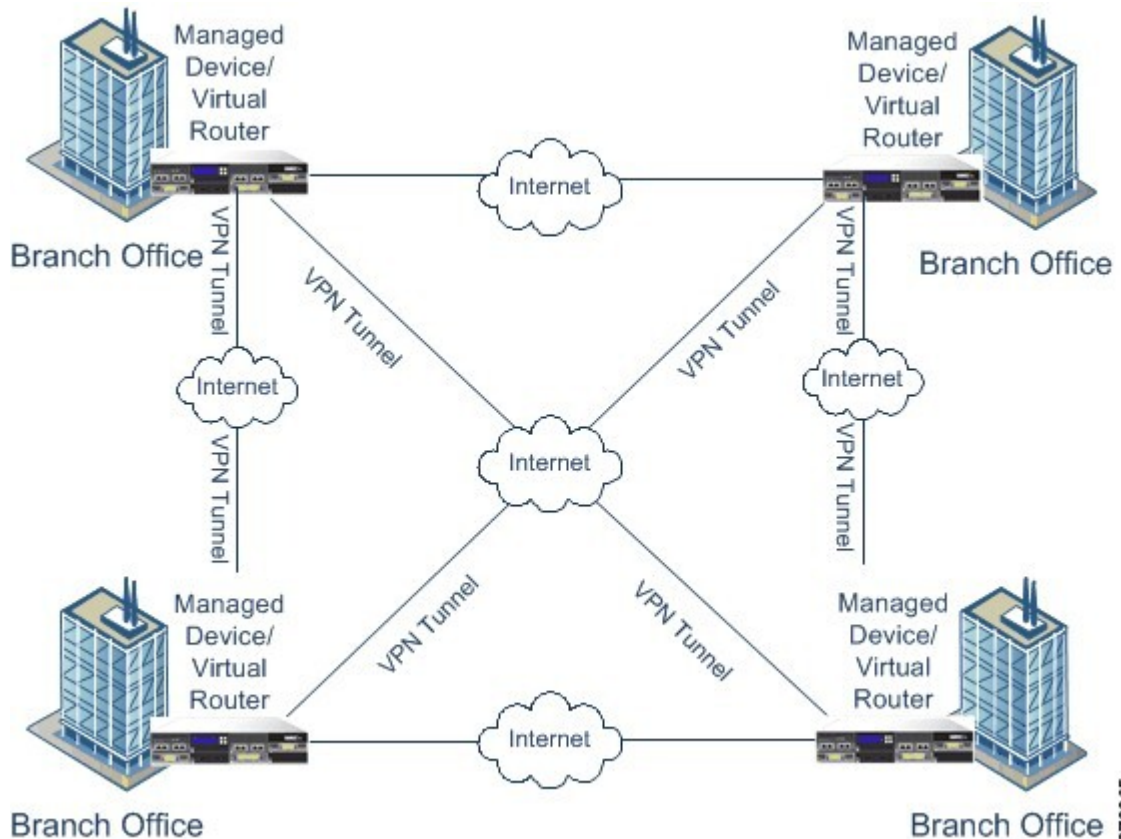 Managed
Device/
Virtual
Router
Managed
Device/
Virtual
Router
Internet
Branch Office
Branch Office
VPN Tunnel
VPN Tunnel
VPN Tunnel
VPN Tunnel
Internet
Internet
Internet
VPN Tunnel
VPN Tunnel
VPN Tunnel
VPN Tunnel
Managed
Device/
Virtual
Router
Managed
Device/
Virtual
Router
Internet
Branch Office
Branch Office